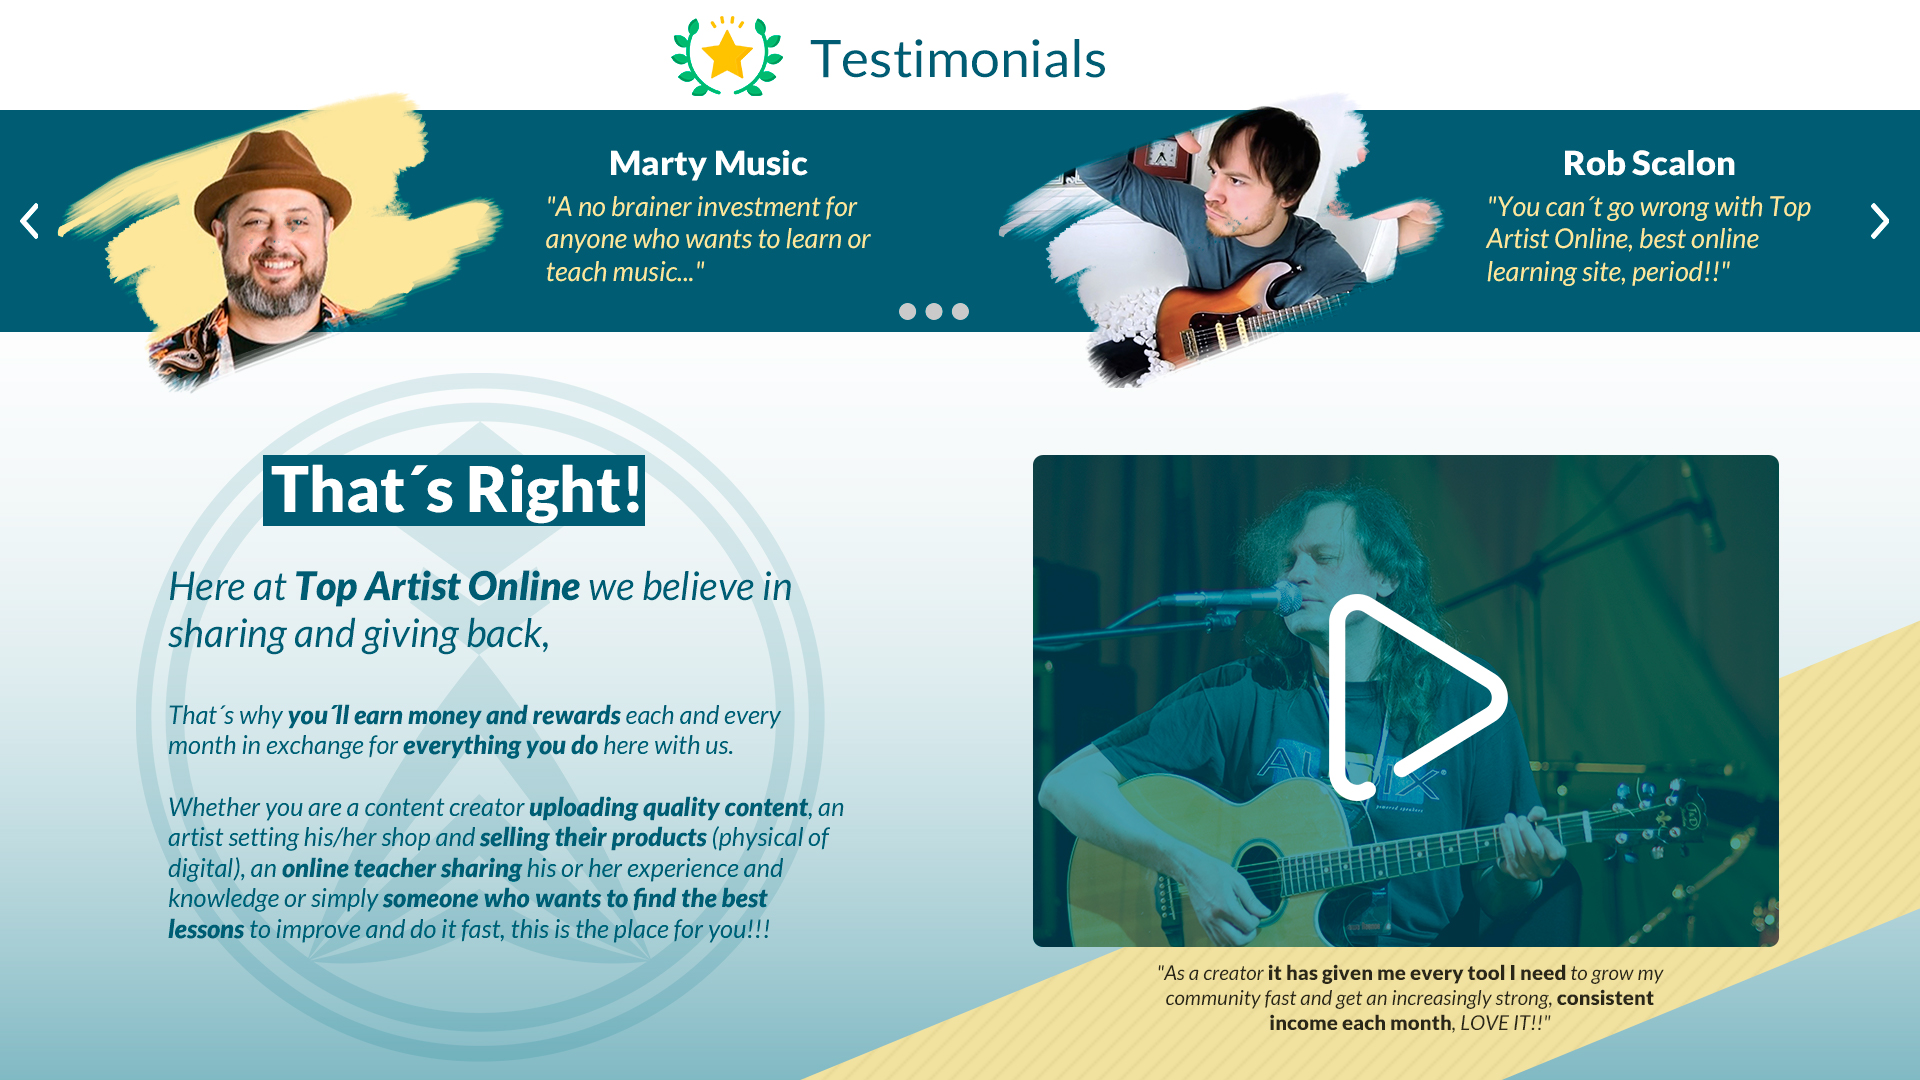 Testimonials
Marty Music
"A no brainer investment for
anyone who wants to learn or
teach music..."
Rob Scalon
"You can´t go wrong with Top
Artist Online, best online
learning site, period!!"
That´s Right!
Here at Top Artist Online we believe in
sharing and giving back,
That´s why you´ll earn money and rewards each and every
month in exchange for everything you do here with us.
Whether you are a content creator uploading quality content, an
artist setting his/her shop and selling their products (physical of
digital), an online teacher sharing his or her experience and
knowledge or simply someone who wants to find the best
lessons to improve and do it fast, this is the place for you!!!
powered speakers
"As a creator it has given me every tool I need to grow my
community fast and get an increasingly strong, consistent
income each month, LOVE IT!!"